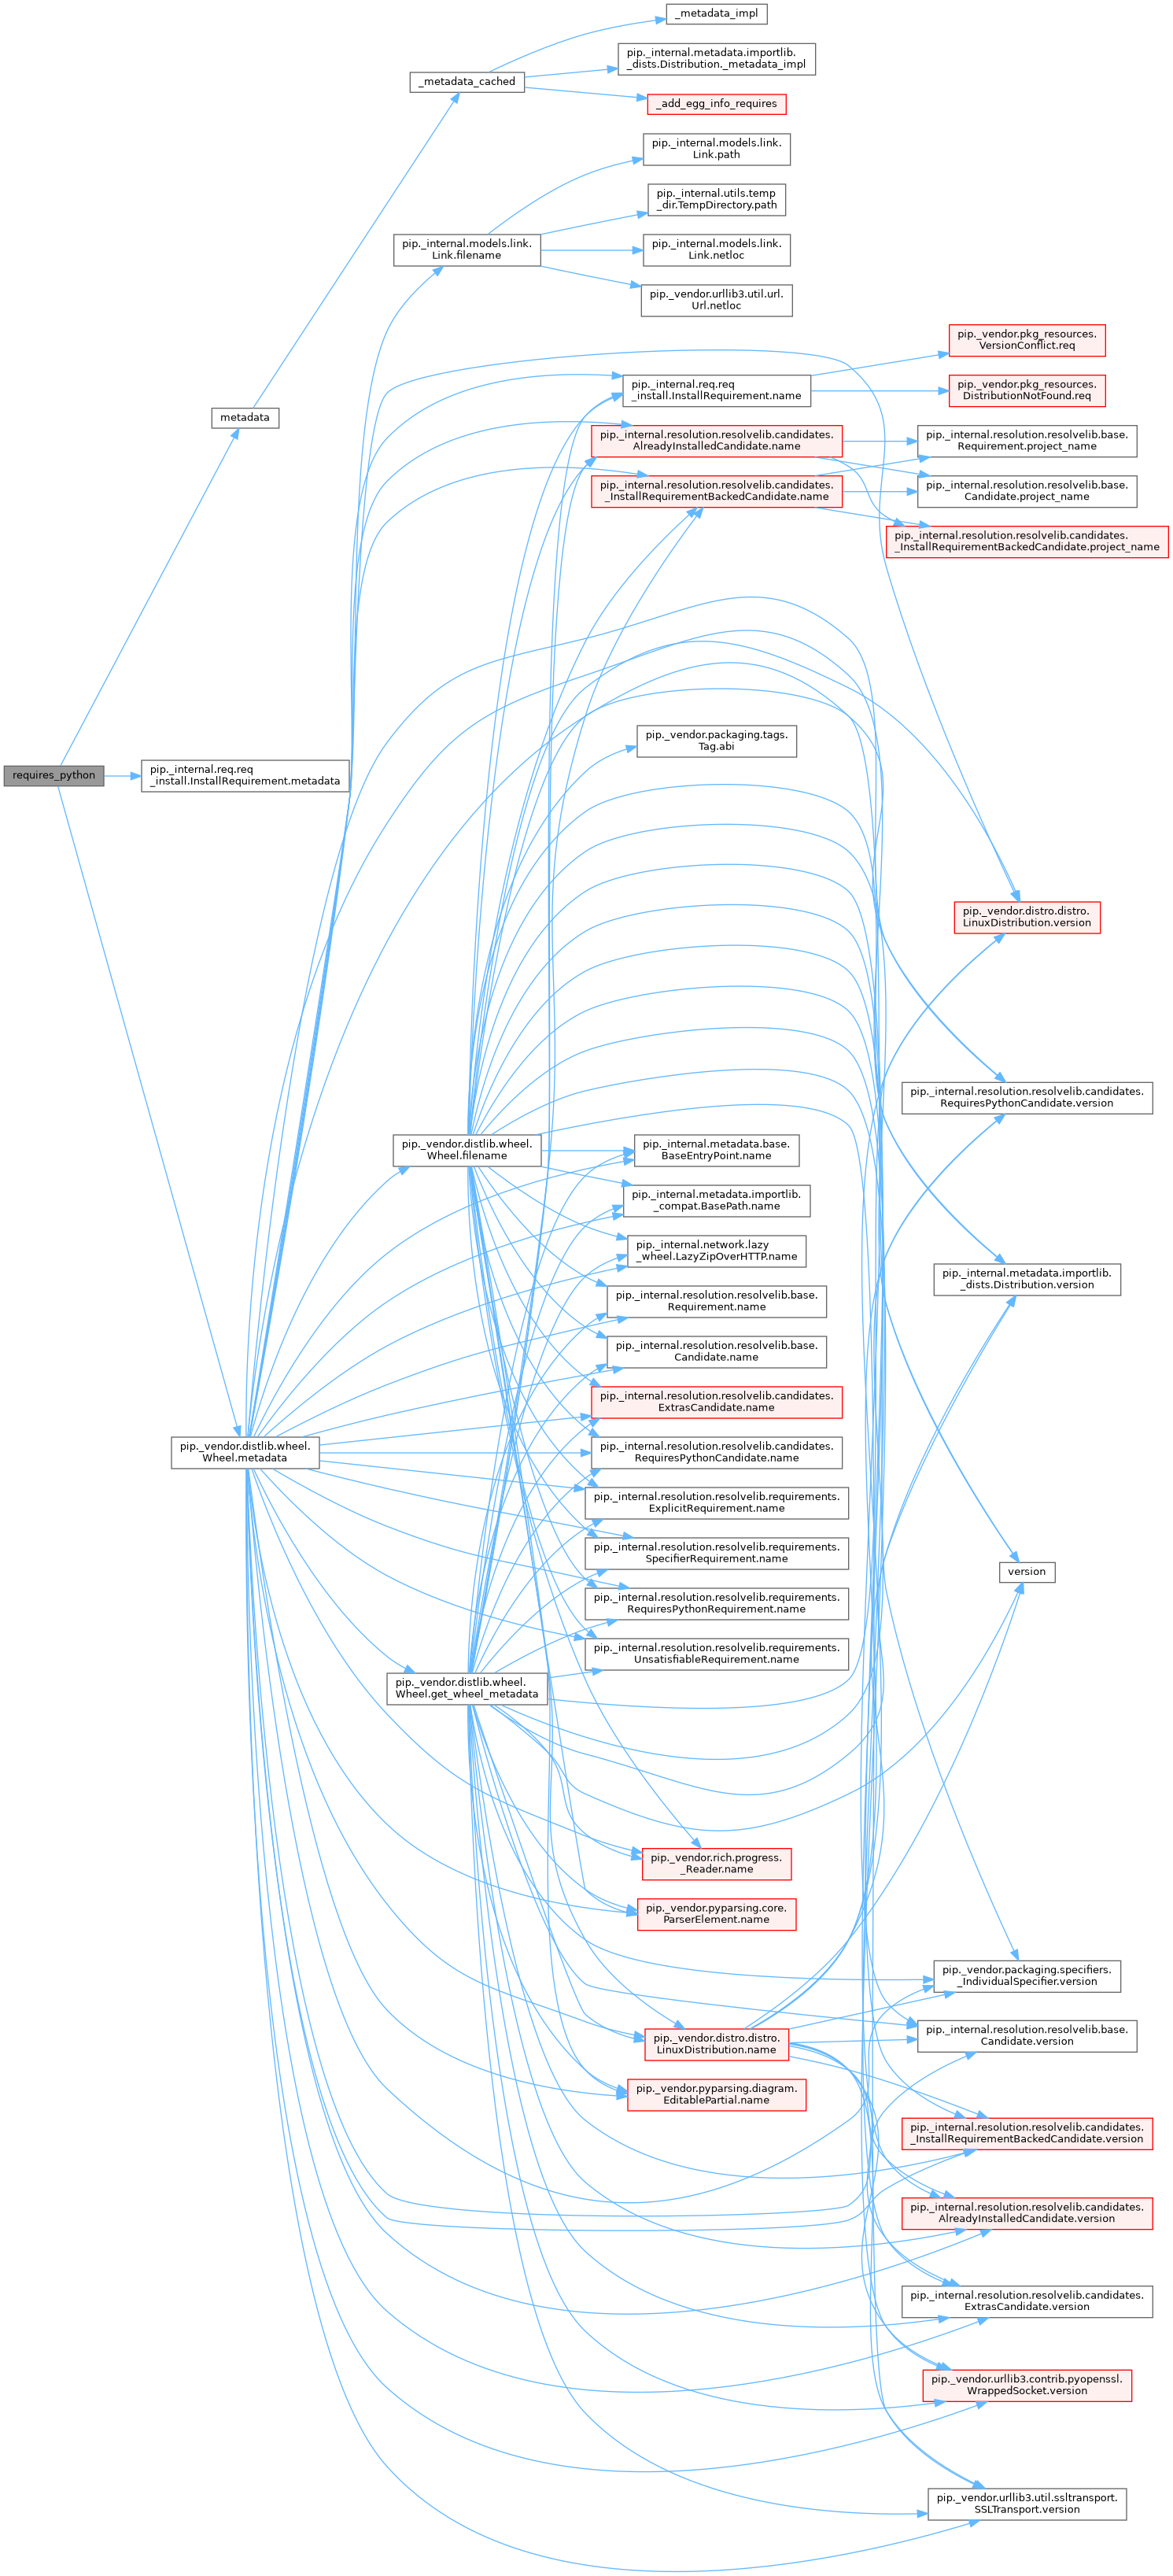 _metadata_impl
pip._internal.metadata.importlib.
_dists.Distribution._metadata_impl
_metadata_cached
_add_egg_info_requires
pip._internal.models.link.
Link.path
pip._internal.utils.temp
_dir.TempDirectory.path
pip._internal.models.link.
Link.filename
pip._internal.models.link.
Link.netloc
pip._vendor.urllib3.util.url.
Url.netloc
pip._vendor.pkg_resources.
VersionConflict.req
pip._internal.req.req
_install.InstallRequirement.name
pip._vendor.pkg_resources.
DistributionNotFound.req
metadata
pip._internal.resolution.resolvelib.candidates.
AlreadyInstalledCandidate.name
pip._internal.resolution.resolvelib.base.
Requirement.project_name
pip._internal.resolution.resolvelib.candidates.
_InstallRequirementBackedCandidate.name
pip._internal.resolution.resolvelib.base.
Candidate.project_name
pip._internal.resolution.resolvelib.candidates.
_InstallRequirementBackedCandidate.project_name
pip._vendor.packaging.tags.
Tag.abi
requires_python
pip._internal.req.req
_install.InstallRequirement.metadata
pip._vendor.distro.distro.
LinuxDistribution.version
pip._internal.resolution.resolvelib.candidates.
RequiresPythonCandidate.version
pip._vendor.distlib.wheel.
Wheel.filename
pip._internal.metadata.base.
BaseEntryPoint.name
pip._internal.metadata.importlib.
_compat.BasePath.name
pip._internal.network.lazy
_wheel.LazyZipOverHTTP.name
pip._internal.metadata.importlib.
_dists.Distribution.version
pip._internal.resolution.resolvelib.base.
Requirement.name
pip._internal.resolution.resolvelib.base.
Candidate.name
pip._internal.resolution.resolvelib.candidates.
ExtrasCandidate.name
pip._vendor.distlib.wheel.
Wheel.metadata
pip._internal.resolution.resolvelib.candidates.
RequiresPythonCandidate.name
pip._internal.resolution.resolvelib.requirements.
ExplicitRequirement.name
pip._internal.resolution.resolvelib.requirements.
SpecifierRequirement.name
version
pip._internal.resolution.resolvelib.requirements.
RequiresPythonRequirement.name
pip._internal.resolution.resolvelib.requirements.
UnsatisfiableRequirement.name
pip._vendor.distlib.wheel.
Wheel.get_wheel_metadata
pip._vendor.rich.progress.
_Reader.name
pip._vendor.pyparsing.core.
ParserElement.name
pip._vendor.packaging.specifiers.
_IndividualSpecifier.version
pip._vendor.distro.distro.
LinuxDistribution.name
pip._internal.resolution.resolvelib.base.
Candidate.version
pip._vendor.pyparsing.diagram.
EditablePartial.name
pip._internal.resolution.resolvelib.candidates.
_InstallRequirementBackedCandidate.version
pip._internal.resolution.resolvelib.candidates.
AlreadyInstalledCandidate.version
pip._internal.resolution.resolvelib.candidates.
ExtrasCandidate.version
pip._vendor.urllib3.contrib.pyopenssl.
WrappedSocket.version
pip._vendor.urllib3.util.ssltransport.
SSLTransport.version